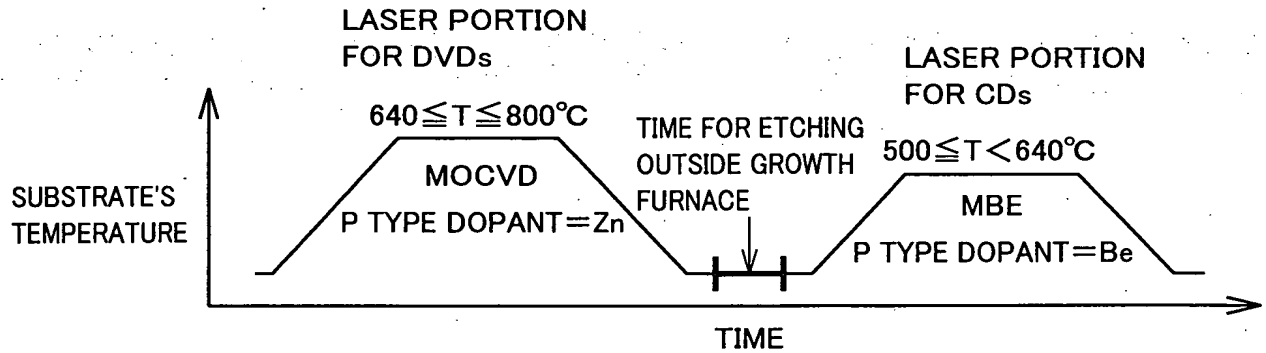 LASER PORTION
FOR DVDs
LASER PORTION
FOR CDs
640≦T≦800℃
TIME FOR ETCHING
OUTSIDE GROWTH
FURNACE
500≦T<640℃
SUBSTRATE'S
TEMPERATURE
MOCVD
P TYPE DOPANT=Zn
MBE
P TYPE DOPANT=Be
TIME